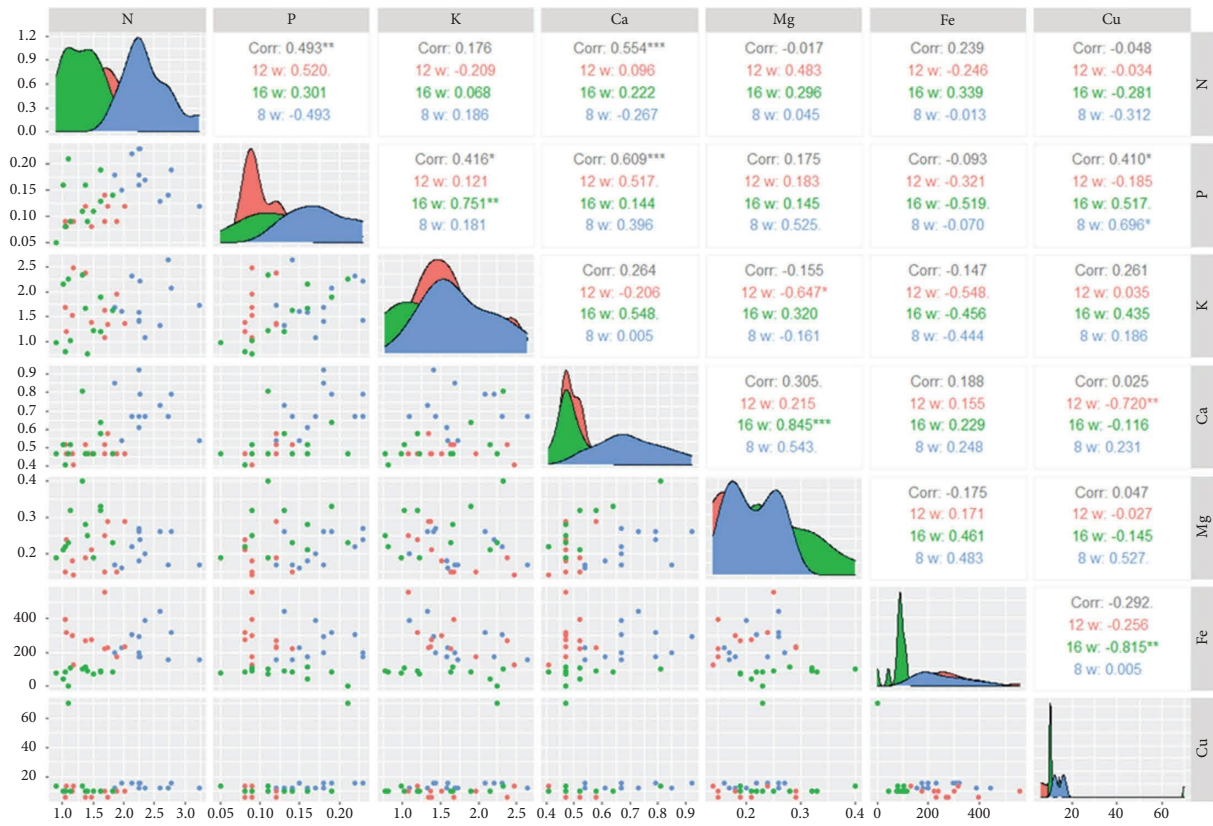 N P K Ca Mg Fe Cu
1.2
0.9
0.6
0.3
0.0
Corr: 0.493**
12 w: 0.520.
16 w: 0.301
8 w: -0.493
Corr: 0.176
12 w: -0.209
16 w: 0.068
8 w: 0.186
Corr: 0.554***
12 w: 0.096
16 w: 0.222
8 w: -0.267
Corr: -0.017
12 w: 0.483
16 w: 0.296
8 w: 0.045
Corr: 0.239
12 w: -0.246
16 w: 0.339
8 w: -0.013
Corr: -0.048
12 w: -0.034
16 w: -0.281
8 w: -0.312
N
0.20
0.15
0.10
0.05
Corr: 0.416*
12 w: 0.121
16 w: 0.751**
8 w: 0.181
Corr: 0.609***
12 w: 0.517.
16 w: 0.144
8 w: 0.396
Corr: 0.175
12 w: 0.183
16 w: 0.145
8 w: 0.525.
Corr: -0.093
12 w: -0.321
16 w: -0.519.
8 w: -0.070
Corr: 0.410*
12 w: -0.185
16 w: 0.517.
8 w: 0.696*
P
2.5
2.0
1.5
1.0
Corr: 0.264
12 w: -0.206
16 w: 0.548.
8 w: 0.005
Corr: -0.155
12 w: -0.647*
16 w: 0.320
8 w: -0.161
Corr: -0.147
12 w: -0.548.
16 w: -0.456
8 w: -0.444
Corr: 0.261
12 w: 0.035
16 w: 0.435
8 w: 0.186
K
0.9
0.8
0.7
0.6
0.5
0.4
Corr: 0.305.
12 w: 0.215
16 w: 0.845***
8 w: 0.543.
Corr: 0.188
12 w: 0.155
16 w: 0.229
8 w: 0.248
Corr: 0.025
12 w: -0.720**
16 w: -0.116
8 w: 0.231
Ca
0.4
0.3
0.2
Corr: -0.175
12 w: 0.171
16 w: 0.461
8 w: 0.483
Corr: 0.047
12 w: -0.027
16 w: -0.145
8 w: 0.527.
Mg
400
200
0
Corr: -0.292.
12 w: -0.256
16 w: -0.815**
8 w: 0.005
Fe
60
40
20
Cu
1.0 1.5 2.0 2.5 3.0 0.05 0.10 0.15 0.20 1.0 1.5 2.0 2.5 0.4 0.5 0.6 0.7 0.8 0.9 0.2 0.3 0.4 0 200 400 20 40 60